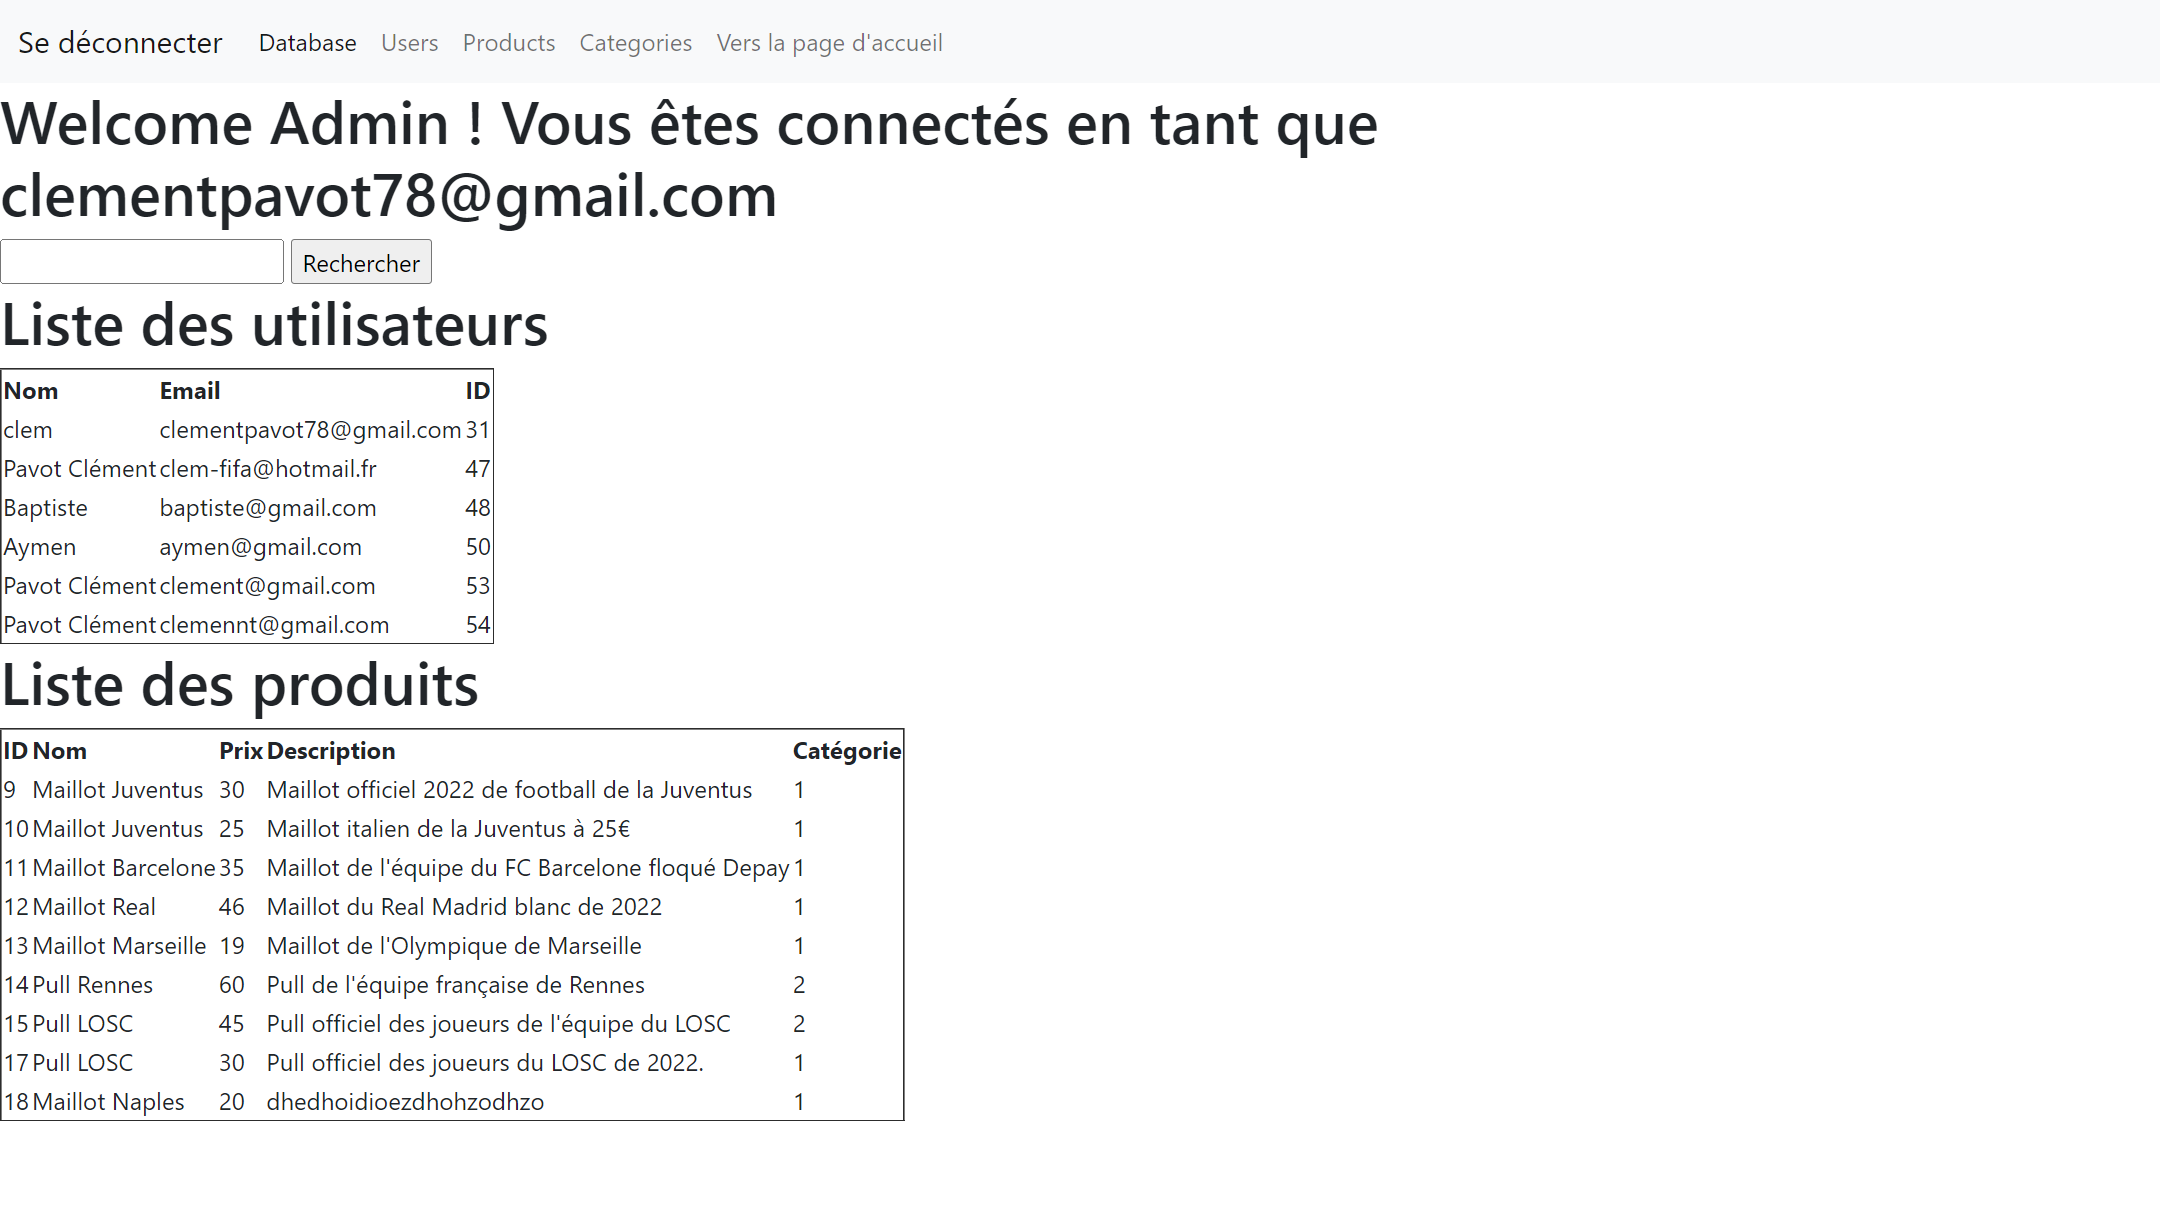 Se déconnecter Database Users Products Categories Vers la page d'accueil
Welcome Admin ! Vous êtes connectés en tant que
clementpavot78@gmail.com
Rechercher
Liste des utilisateurs
Nom Email ID
clem clementpavot78@gmail.com 31
Pavot Clément clem-fifa@hotmail.fr 47
Baptiste baptiste@gmail.com 48
Aymen aymen@gmail.com 50
Pavot Clément clement@gmail.com 53
Pavot Clément clemennt@gmail.com 54
Liste des produits
ID Nom Prix Description Catégorie
9 Maillot Juventus 30 Maillot officiel 2022 de football de la Juventus 1
10 Maillot Juventus 25 Maillot italien de la Juventus à 25€ 1
11 Maillot Barcelone 35 Maillot de l'équipe du FC Barcelone floqué Depay 1
12 Maillot Real 46 Maillot du Real Madrid blanc de 2022 1
13 Maillot Marseille 19 Maillot de l'Olympique de Marseille 1
14 Pull Rennes 60 Pull de l'équipe française de Rennes 2
15 Pull LOSC 45 Pull officiel des joueurs de l'équipe du LOSC 2
17 Pull LOSC 30 Pull officiel des joueurs du LOSC de 2022. 1
18 Maillot Naples 20 dhedhoidioezdhohzodhzo 1